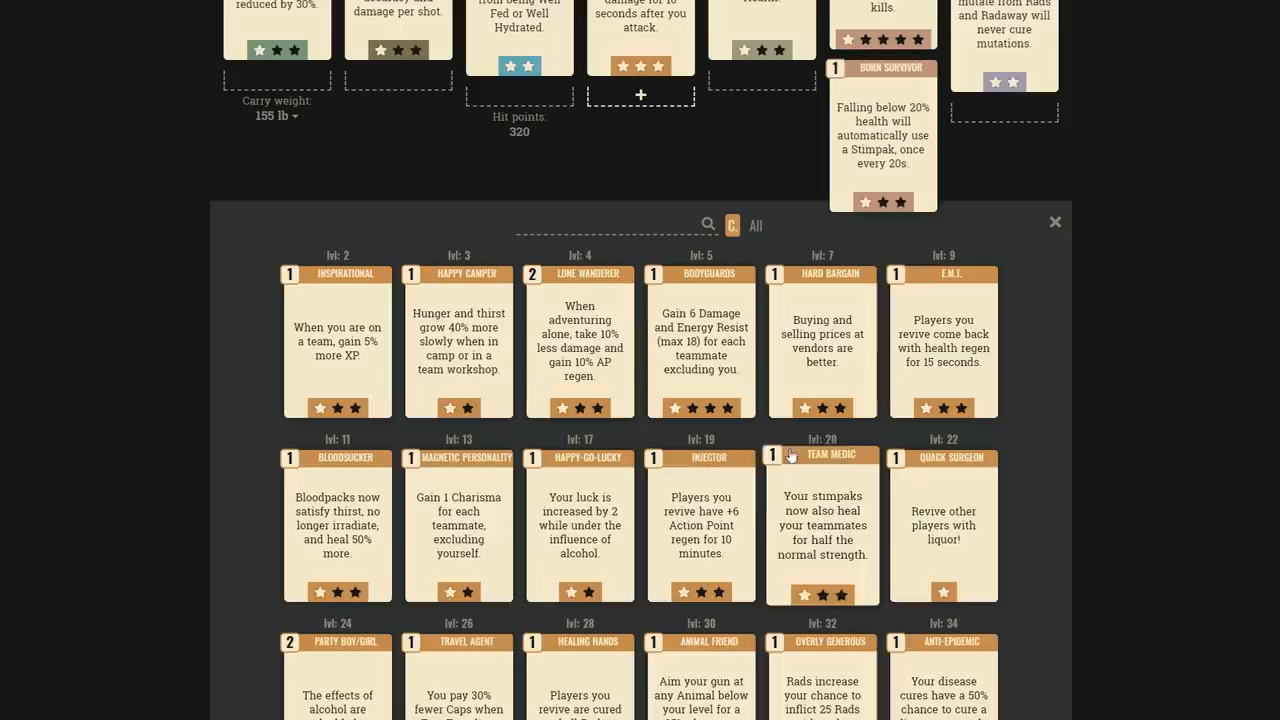 reduced by 30%.
damage per shot.
Fed or Well
Hydrated.
damage for 10
seconds after you
attack.
kills.
mutate from Rads
and Radaway will
never cure
mutations.
Carry weight:
155 lb
Hit points:
320
+
1 BORN SURVIVOR
Falling below 20%
health will
automatically use
a Stimpak, once
every 20s.
C. All
lvl: 2
1 INSPIRATIONAL
When you are on
a team, gain 5%
more XP.
lvl: 3
1 HAPPY CAMPER
Hunger and thirst
grow 40% more
slowly when in
camp or in a
team workshop.
lvl: 4
2 LONE WANDERER
When
adventuring
alone, take 10%
less damage and
gain 10% AP
regen.
lvl: 5
1 BODYGUARDS
Gain 6 Damage
and Energy Resist
(max 18) for each
teammate
excluding you.
lvl: 7
1 HARD BARGAIN
Buying and
selling prices at
vendors are
better.
lvl: 9
1 E.M.T.
Players you
revive come back
with health regen
for 15 seconds.
lvl: 11
1 BLOODSUCKER
Bloodpacks now
satisfy thirst, no
longer irradiate,
and heal 50%
more.
lvl: 13
1 MAGNETIC PERSONALITY
Gain 1 Charisma
for each
teammate,
excluding
yourself.
lvl: 17
1 HAPPY-GO-LUCKY
Your luck is
increased by 2
while under the
influence of
alcohol.
lvl: 19
1 INJECTOR
Players you
revive have +6
Action Point
regen for 10
minutes.
lvl: 20
1 TEAM MEDIC
Your stimpaks
now also heal
your teammates
for half the
normal strength.
lvl: 22
1 QUACK SURGEON
Revive other
players with
liquor!
lvl: 24
2 PARTY BOY/GIRL
The effects of
alcohol are
lvl: 26
1 TRAVEL AGENT
You pay 30%
fewer Caps when
lvl: 28
1 HEALING HANDS
Players you
revive are cured
lvl: 30
1 ANIMAL FRIEND
Aim your gun at
any Animal below
your level for a
lvl: 32
1 OVERLY GENEROUS
Rads increase
your chance to
inflict 25 Rads
lvl: 34
1 ANTI-EPIDEMIC
Your disease
cures have a 50%
chance to cure a